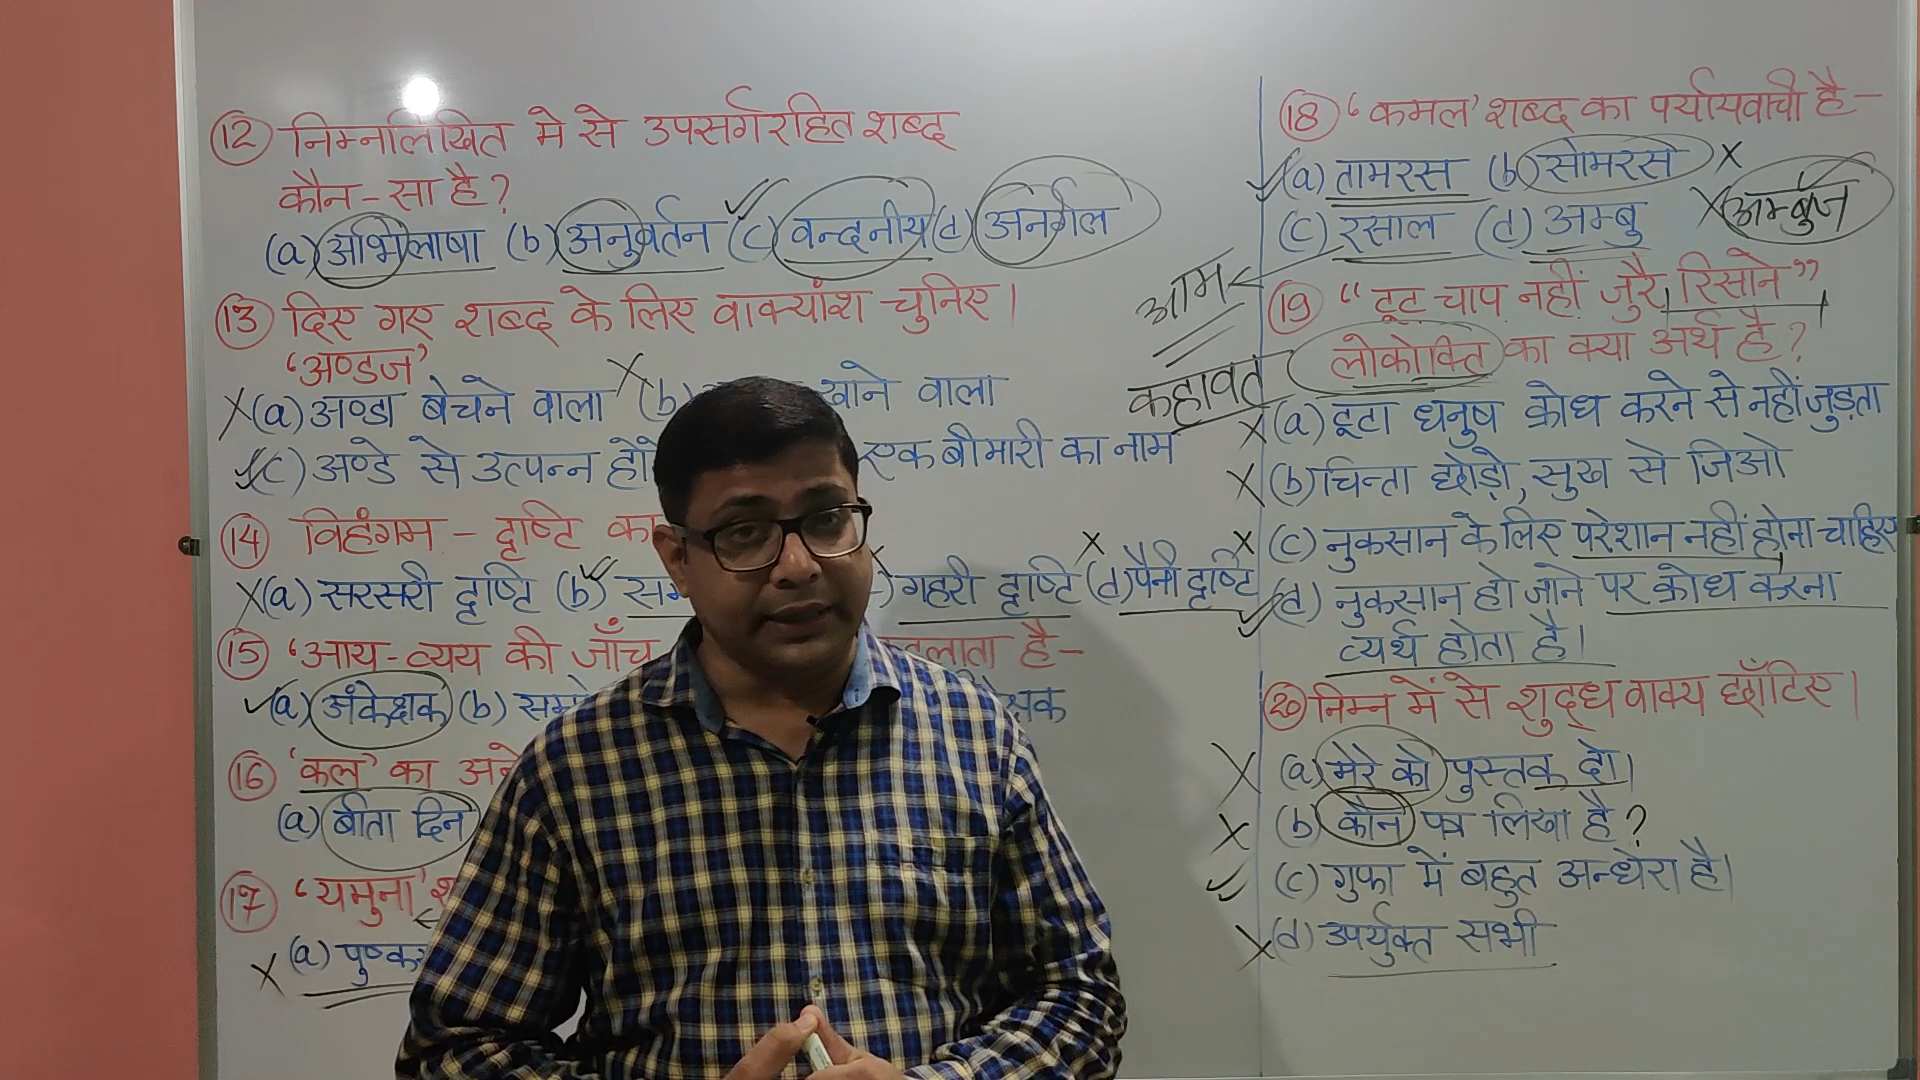 (12) निम्नलिखित मे से उपसर्ग रहित शब्द
कौन-सा है?
(a) अभिलाषा (b) अनुवर्तन (c) वन्दनीय (d) अनर्गल
(13) दिए गए शब्द के लिए वाक्यांश चुनिए।
'अण्डज'
(a) अण्डा बेचने वाला (b) खाने वाला
(c) अण्डे से उत्पन्न होने एक बीमारी का नाम
(14) विहंगम - दृष्टि का
(a) सरसरी दृष्टि (b) गहरी दृष्टि (d) पैनी दृष्टि
(15) 'आय-व्यय की जाँच है-
(a) अंकेक्षक (b)
(16) 'कल' का
(a) बीता दिन
(17) 'यमुना'
(a)
(18) 'कमल' शब्द का पर्यायवाची है-
(a) तामरस (b) सोमरस
(c) रसाल (d) अम्बु अम्बुज
आम
(19) "टूट चाप नहीं जुरै, रिसाने"
कहावत लोकोक्ति का क्या अर्थ है?
(a) टूटा धनुष क्रोध करने से नहीं जुड़ता
(b) चिन्ता छोड़ो, सुख से जिओ
(c) नुकसान के लिए परेशान नहीं होना चाहिए
(d) नुकसान हो जाने पर क्रोध करना
व्यर्थ होता है।
(20) निम्न में से शुद्ध वाक्य छाँटिए।
(a) मेरे को पुस्तक दो।
(b) कौन पत्र लिखा है?
(c) गुफा में बहुत अन्धेरा है।
(d) उपर्युक्त सभी